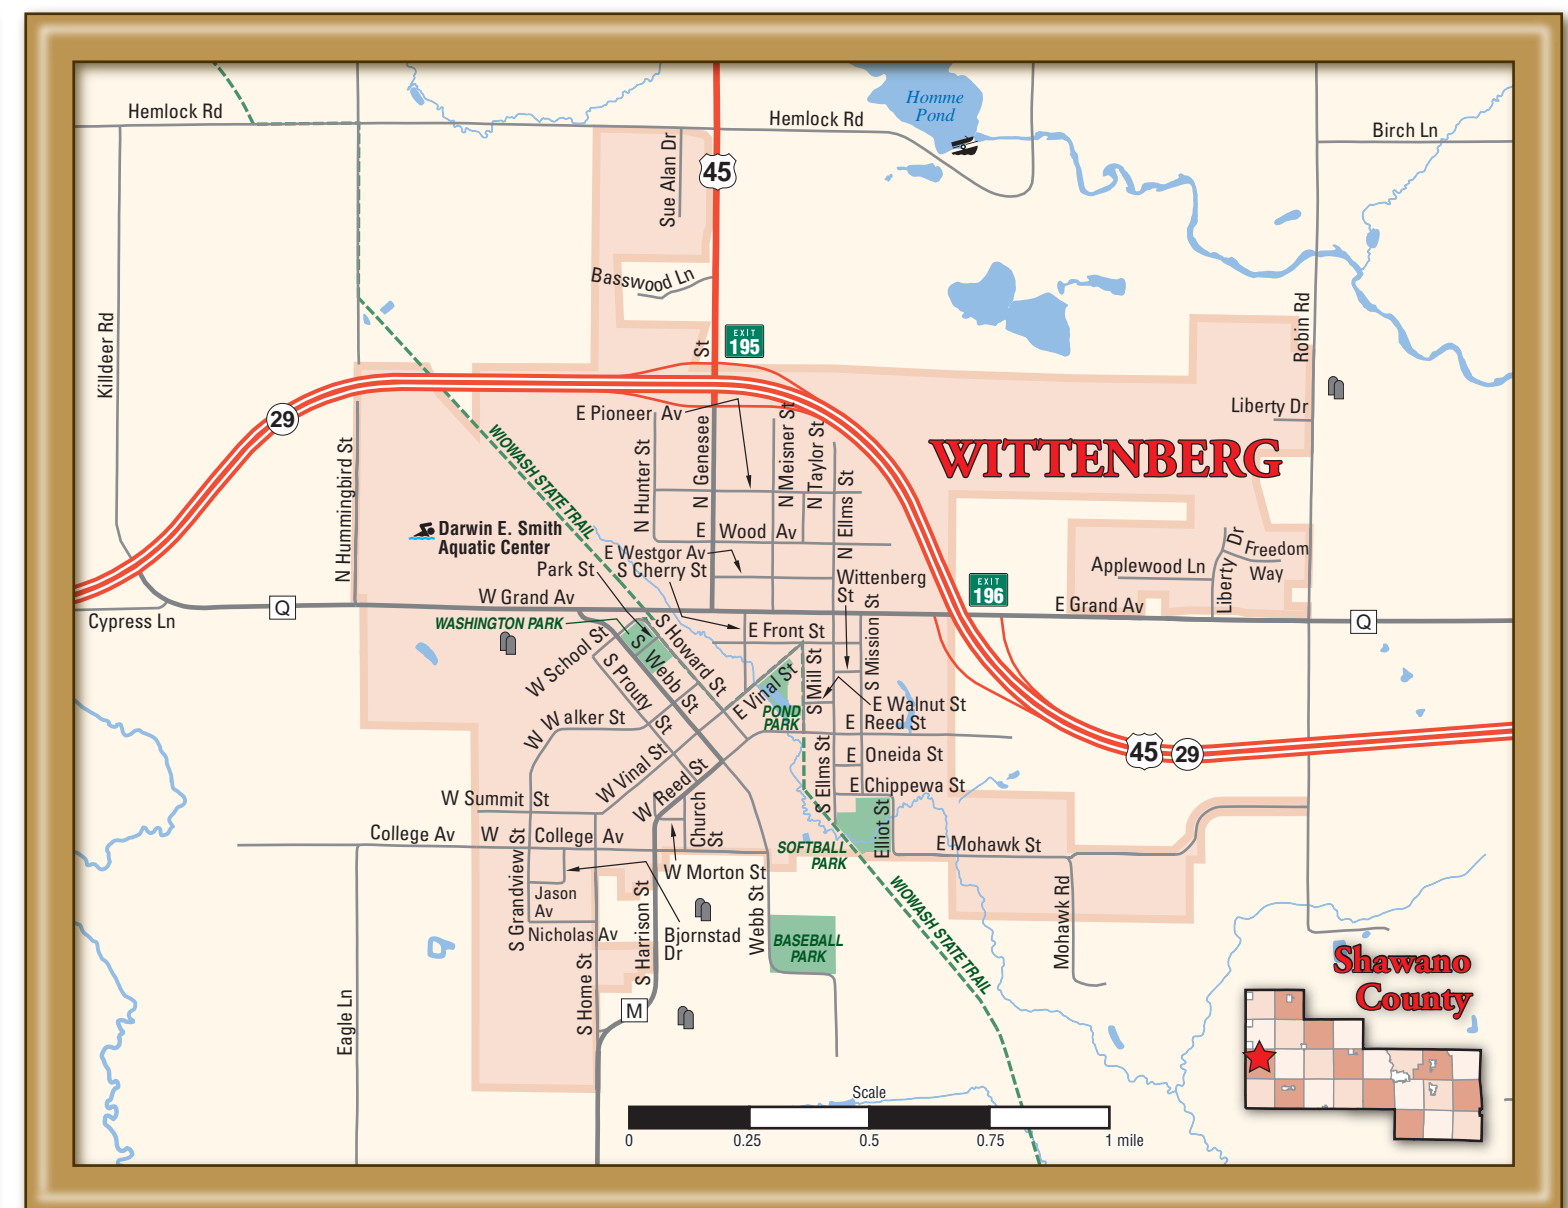 Hemlock Rd
Hemlock Rd
Homme
Pond
Birch Ln
Sue Alan Dr
45
Basswood Ln
Killdeer Rd
Robin Rd
EXIT
195
St
29
E Pioneer Av
Liberty Dr
WIOWASH STATE TRAIL
N Hummingbird St
N Hunter St
N Genesee
N Meisner St
N Taylor St
N Ellms St
WITTENBERG
Darwin E. Smith
Aquatic Center
E Wood Av
E Westgor Av
S Cherry St
Park St
Wittenberg
St
Applewood Ln
Liberty Dr
Freedom
Way
EXIT
196
W Grand Av
E Grand Av
Q
Q
Cypress Ln
WASHINGTON PARK
E Front St
S Mission St
W School St
S Webb St
S Howard St
S Prouty St
E Vinal St
S Mill St
POND
PARK
E Walnut St
E Reed St
W Walker St
W Vinal St
45
29
E Oneida St
S Ellms St
E Chippewa St
W Reed St
W Summit St
Church
St
Elliot St
College Av
W College Av
E Mohawk St
SOFTBALL
PARK
W Morton St
S Grandview St
Jason
Av
Nicholas Av
S Harrison St
Bjornstad
Dr
Webb St
BASEBALL
PARK
WIOWASH STATE TRAIL
Mohawk Rd
S Home St
M
Eagle Ln
Shawano
County
Scale
0
0.25
0.5
0.75
1 mile